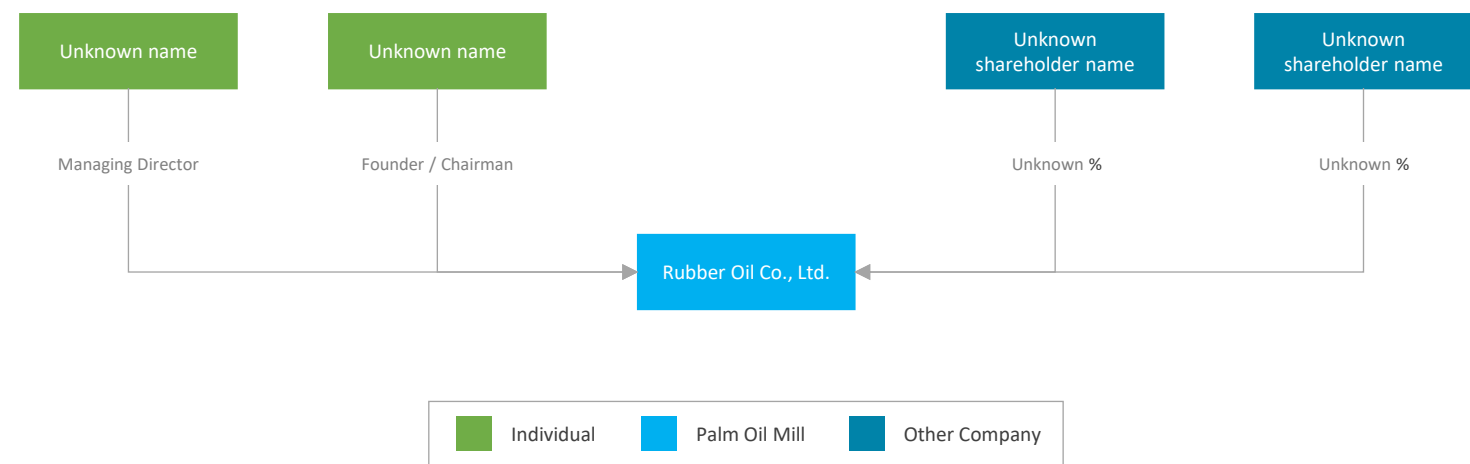 Unknown name
Unknown name
Unknown
shareholder name
Unknown
shareholder name
Managing Director
Founder / Chairman
Unknown %
Unknown %
Rubber Oil Co., Ltd.
Individual
Palm Oil Mill
Other Company